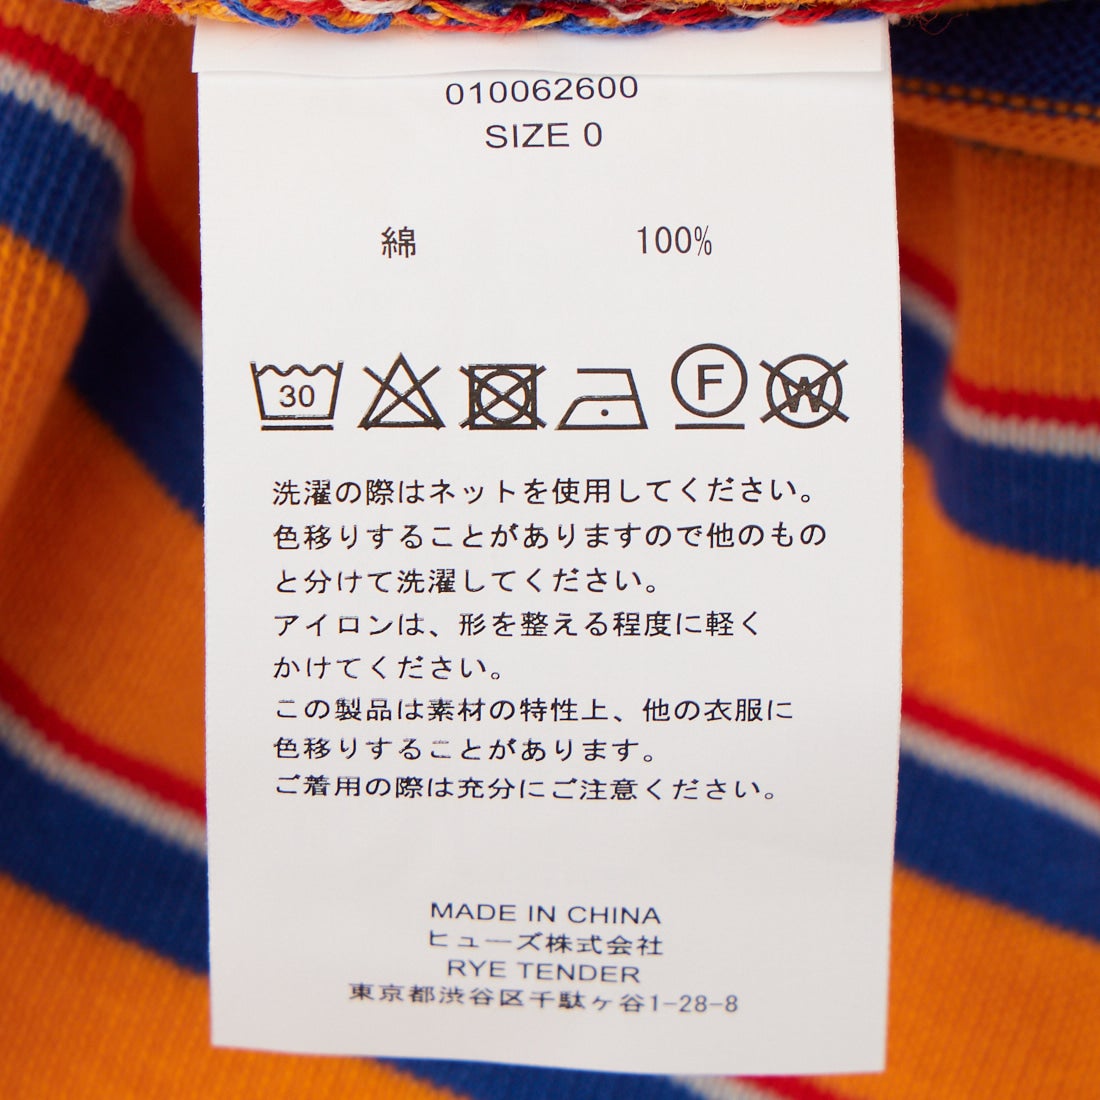 010062600
SIZE 0
綿 100%
30 F W
洗濯の際はネットを使用してください。
色移りすることがありますので他のもの
と分けて洗濯してください。
アイロンは、形を整える程度に軽く
かけてください。
この製品は素材の特性上、他の衣服に
色移りすることがあります。
ご着用の際は充分にご注意ください。
MADE IN CHINA
ヒューズ株式会社
RYE TENDER
東京都渋谷区千駄ヶ谷1-28-8